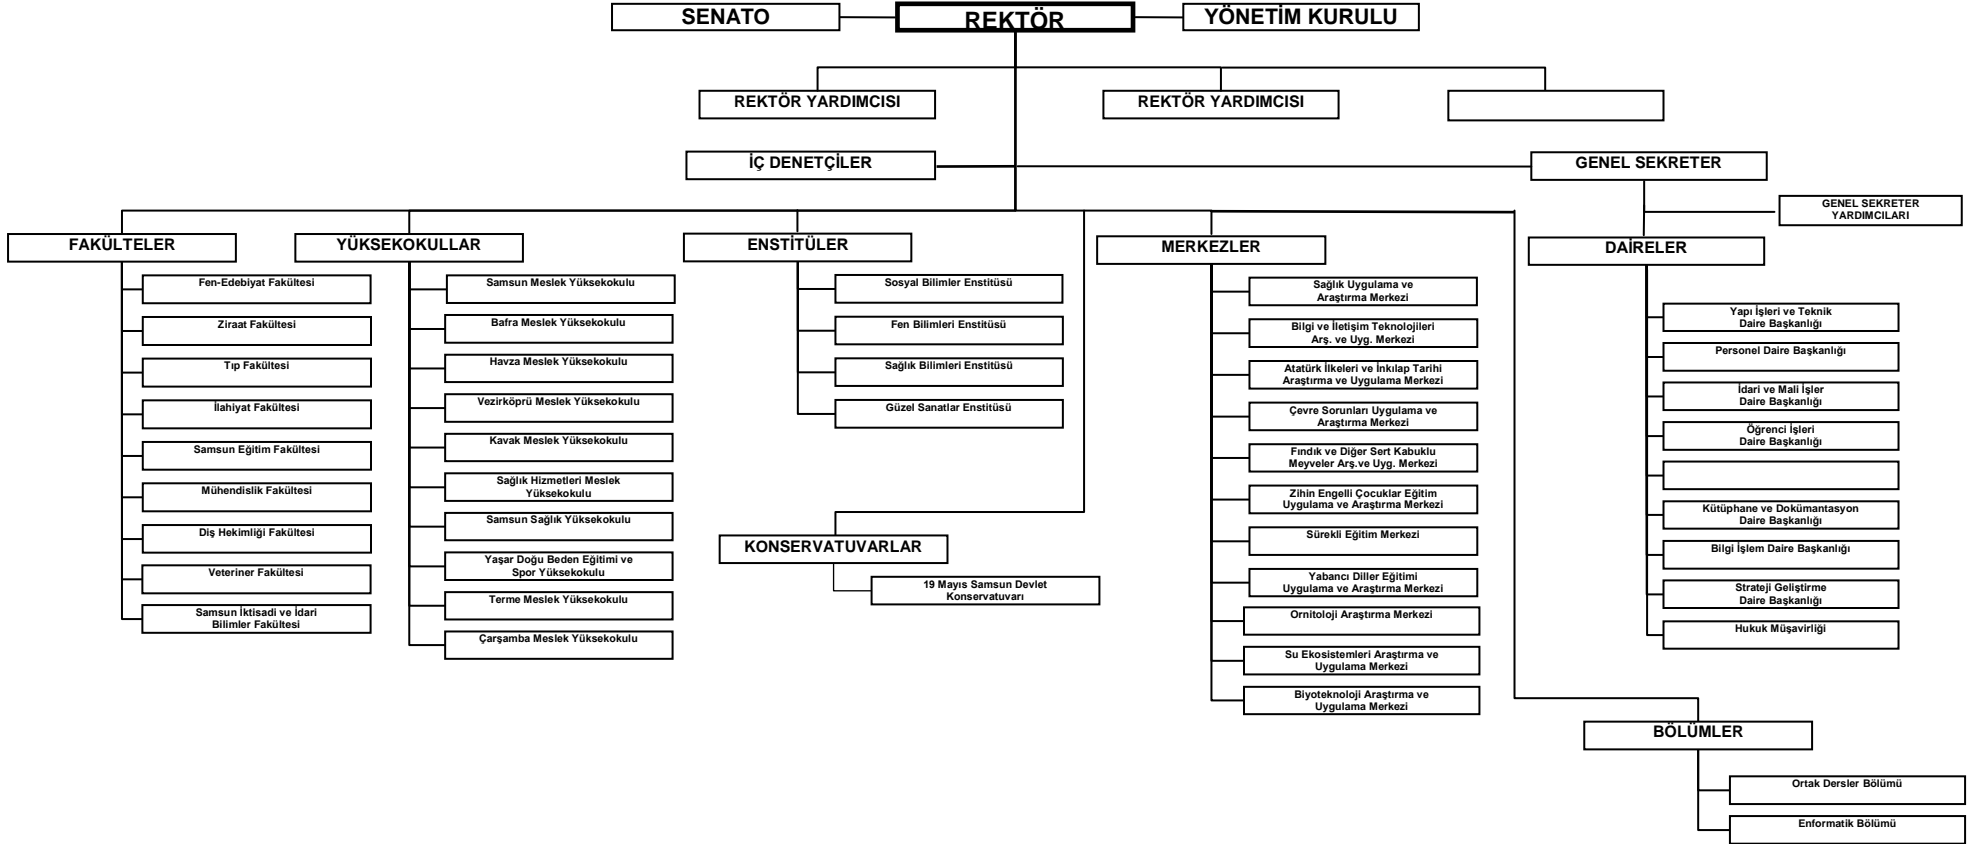 SENATO
REKTÖR
YÖNETİM KURULU
REKTÖR YARDIMCISI
REKTÖR YARDIMCISI
İÇ DENETÇİLER
GENEL SEKRETER
GENEL SEKRETER
YARDIMCILARI
FAKÜLTELER
Fen-Edebiyat Fakültesi
Ziraat Fakültesi
Tıp Fakültesi
İlahiyat Fakültesi
Samsun Eğitim Fakültesi
Mühendislik Fakültesi
Diş Hekimliği Fakültesi
Veteriner Fakültesi
Samsun İktisadi ve İdari
Bilimler Fakültesi
YÜKSEKOKULLAR
Samsun Meslek Yüksekokulu
Bafra Meslek Yüksekokulu
Havza Meslek Yüksekokulu
Vezirköprü Meslek Yüksekokulu
Kavak Meslek Yüksekokulu
Sağlık Hizmetleri Meslek
Yüksekokulu
Samsun Sağlık Yüksekokulu
Yaşar Doğu Beden Eğitimi ve
Spor Yüksekokulu
Terme Meslek Yüksekokulu
Çarşamba Meslek Yüksekokulu
ENSTİTÜLER
Sosyal Bilimler Enstitüsü
Fen Bilimleri Enstitüsü
Sağlık Bilimleri Enstitüsü
Güzel Sanatlar Enstitüsü
KONSERVATUVARLAR
19 Mayıs Samsun Devlet
Konservatuvarı
MERKEZLER
Sağlık Uygulama ve
Araştırma Merkezi
Bilgi ve İletişim Teknolojileri
Arş. ve Uyg. Merkezi
Atatürk İlkeleri ve İnkılap Tarihi
Araştırma ve Uygulama Merkezi
Çevre Sorunları Uygulama ve
Araştırma Merkezi
Fındık ve Diğer Sert Kabuklu
Meyveler Arş.ve Uyg. Merkezi
Zihin Engelli Çocuklar Eğitim
Uygulama ve Araştırma Merkezi
Sürekli Eğitim Merkezi
Yabancı Diller Eğitimi
Uygulama ve Araştırma Merkezi
Ornitoloji Araştırma Merkezi
Su Ekosistemleri Araştırma ve
Uygulama Merkezi
Biyoteknoloji Araştırma ve
Uygulama Merkezi
DAİRELER
Yapı İşleri ve Teknik
Daire Başkanlığı
Personel Daire Başkanlığı
İdari ve Mali İşler
Daire Başkanlığı
Öğrenci İşleri
Daire Başkanlığı
Kütüphane ve Dokümantasyon
Daire Başkanlığı
Bilgi İşlem Daire Başkanlığı
Strateji Geliştirme
Daire Başkanlığı
Hukuk Müşavirliği
BÖLÜMLER
Ortak Dersler Bölümü
Enformatik Bölümü